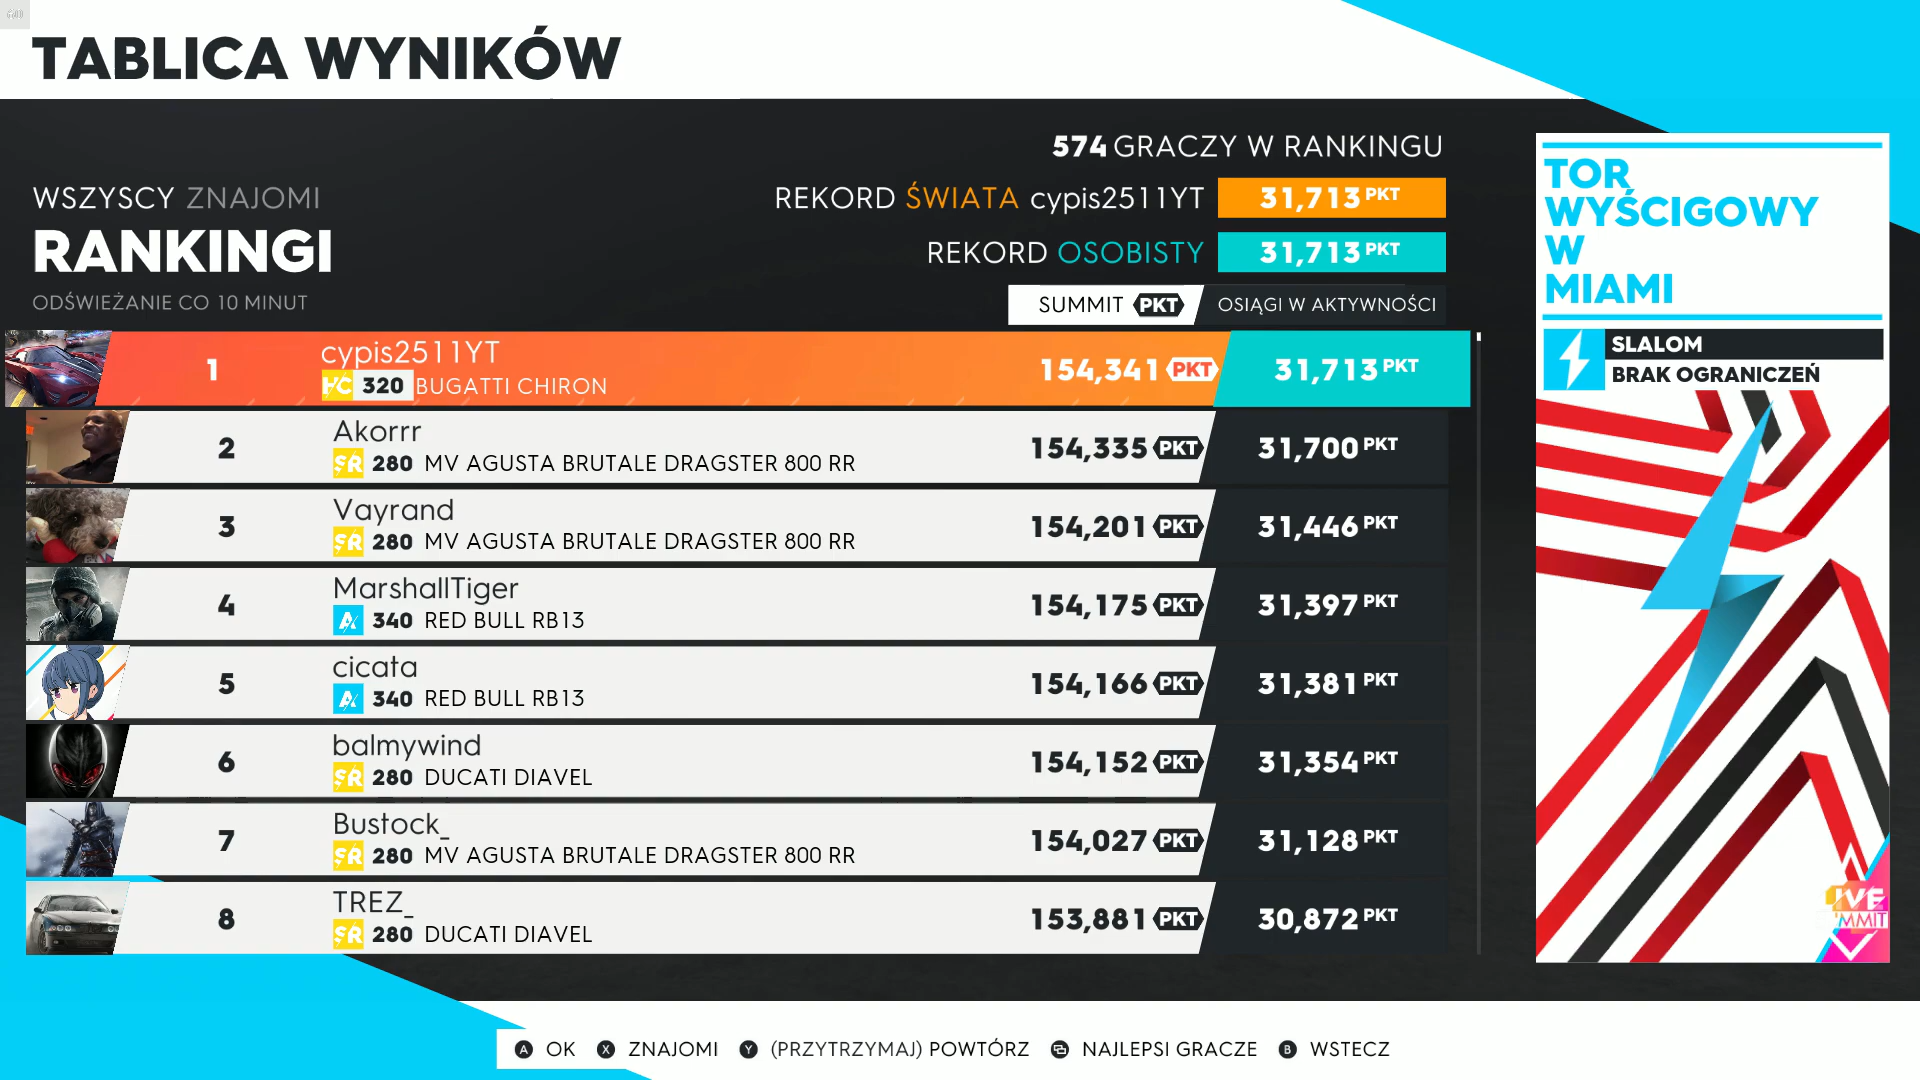 TABLICA WYNIKÓW
574 GRACZY W RANKINGU
WSZYSCY ZNAJOMI
REKORD ŚWIATA cypis2511YT 31,713 PKT
RANKINGI
REKORD OSOBISTY 31,713 PKT
ODŚWIEŻANIE CO 10 MINUT
SUMMIT PKT OSIĄGI W AKTYWNOŚCI
1 cypis2511YT 154,341 PKT 31,713 PKT
HC 320 BUGATTI CHIRON
2 Akorrr 154,335 PKT 31,700 PKT
SR 280 MV AGUSTA BRUTALE DRAGSTER 800 RR
3 Vayrand 154,201 PKT 31,446 PKT
SR 280 MV AGUSTA BRUTALE DRAGSTER 800 RR
4 MarshallTiger 154,175 PKT 31,397 PKT
340 RED BULL RB13
5 cicata 154,166 PKT 31,381 PKT
340 RED BULL RB13
6 balmywind 154,152 PKT 31,354 PKT
SR 280 DUCATI DIAVEL
7 Bustock_ 154,027 PKT 31,128 PKT
SR 280 MV AGUSTA BRUTALE DRAGSTER 800 RR
8 TREZ_ 153,881 PKT 30,872 PKT
SR 280 DUCATI DIAVEL
TOR
WYŚCIGOWY
W
MIAMI
SLALOM
BRAK OGRANICZEŃ
A OK X ZNAJOMI Y (PRZYTRZYMAJ) POWTÓRZ NAJLEPSI GRACZE B WSTECZ